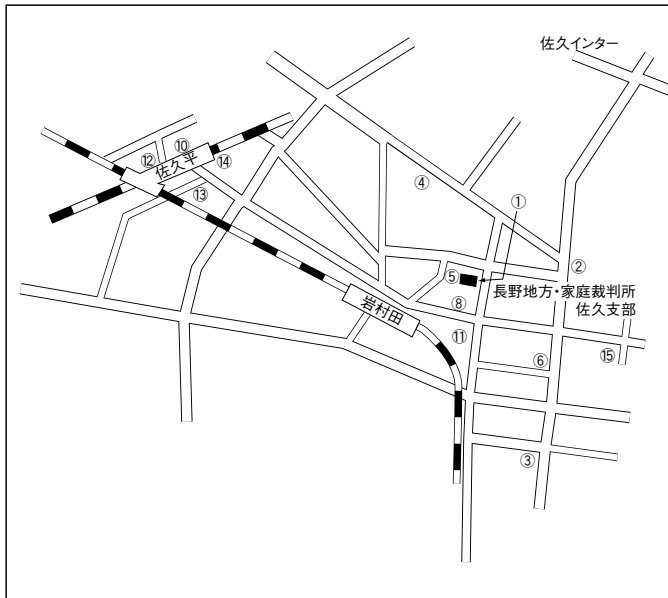 佐久インター
⑩
⑫
佐久平
⑭
④
⑬
①
②
⑤
長野地方・家庭裁判所
佐久支部
⑧
岩村田
⑪
⑥
⑮
③